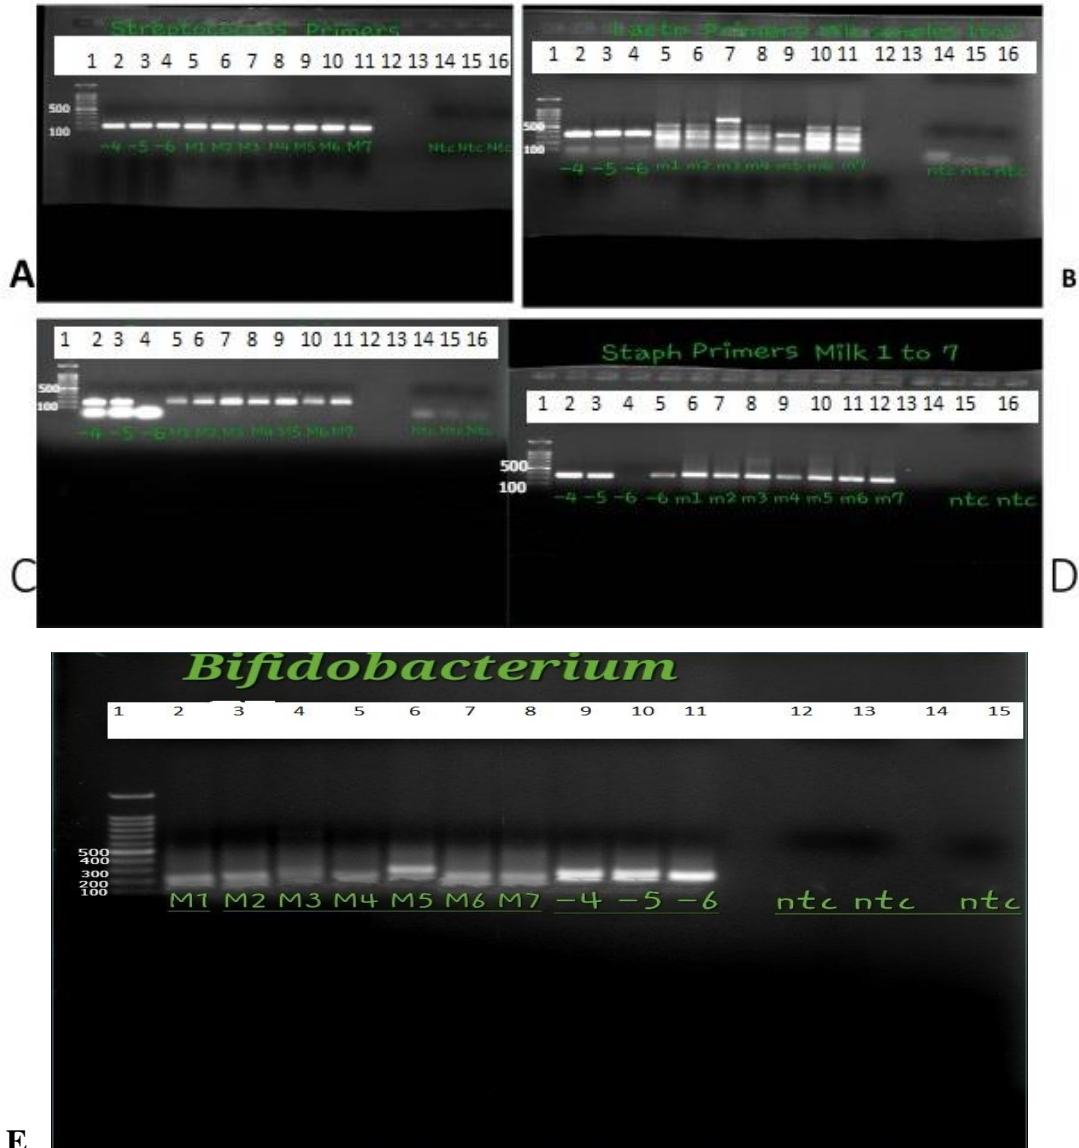 Streptococcus Primers
1 2 3 4 5 6 7 8 9 10 11 12 13 14 15 16
500
100
-4 -5 -6 M1 M2 M3 M4 M5 M6 M7 Ntc Ntc Ntc
A
Lacto Primers Milk samples
1 2 3 4 5 6 7 8 9 10 11 12 13 14 15 16
500
100
-4 -5 -6 m1 m2 m3 m4 m5 m6 m7 ntc ntc ntc
B
1 2 3 4 5 6 7 8 9 10 11 12 13 14 15 16
500
100
-4 -5 -6 M1 M2 M3 M4 M5 M6 M7 Ntc Ntc Ntc
C
Staph Primers Milk 1 to 7
1 2 3 4 5 6 7 8 9 10 11 12 13 14 15 16
500
100
-4 -5 -6 -6 m1 m2 m3 m4 m5 m6 m7 ntc ntc
D
Bifidobacterium
1 2 3 4 5 6 7 8 9 10 11 12 13 14 15
500
400
300
200
100
M1 M2 M3 M4 M5 M6 M7 -4 -5 -6 ntc ntc ntc
E